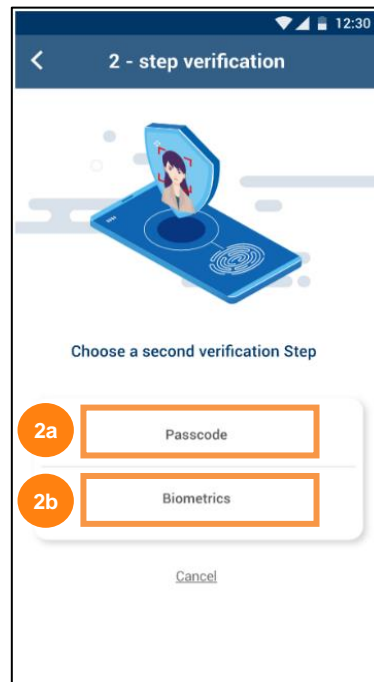 12:30
2 - step verification
Choose a second verification Step
2a
Passcode
2b
Biometrics
Cancel